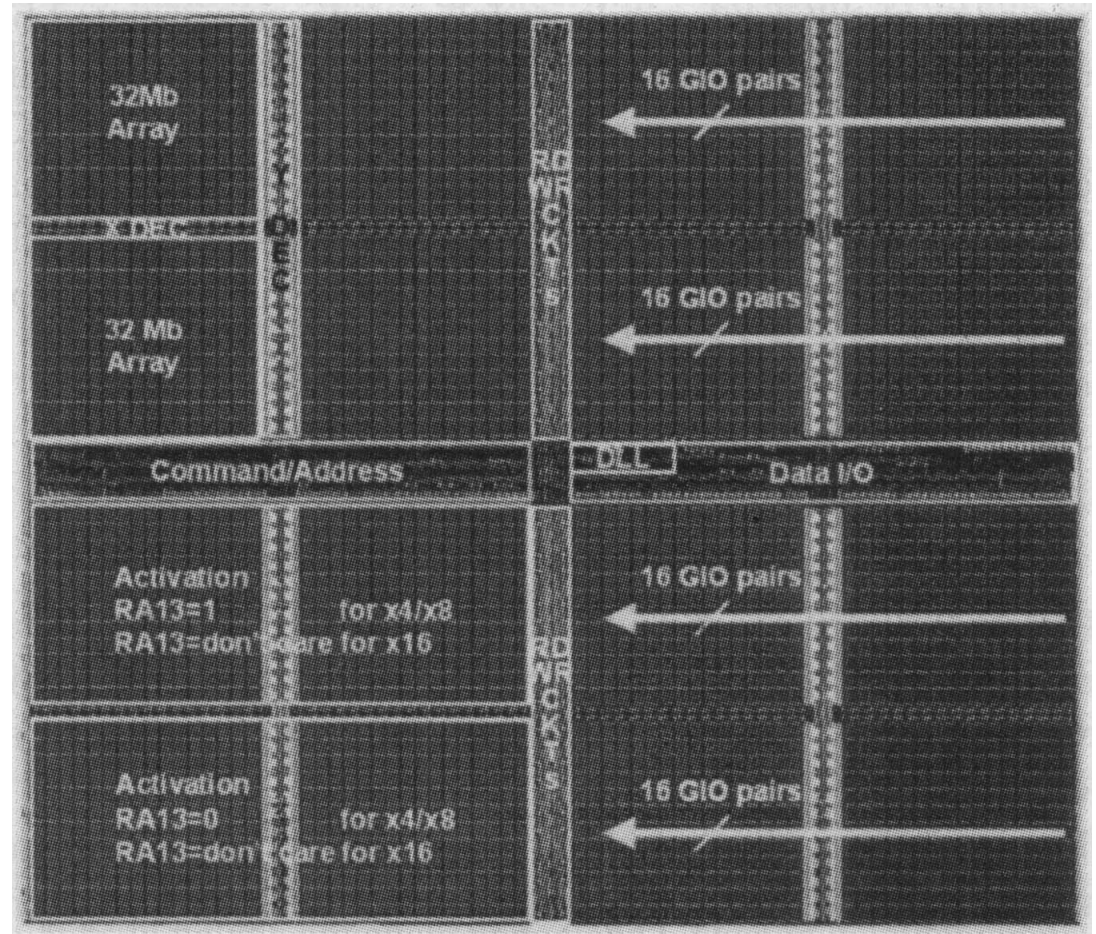 32Mb
Array
X DEC
Y
DEC
RD
WR
CKTs
16 GIO pairs
32 Mb
Array
16 GIO pairs
Command/Address
DLL
Data I/O
Activation
RA13=1 for x4/x8
RA13=don't care for x16
RD
WR
CKTs
16 GIO pairs
Activation
RA13=0 for x4/x8
RA13=don't care for x16
16 GIO pairs